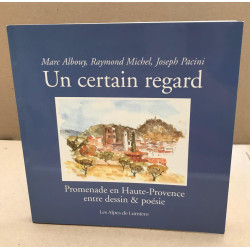 Marc Albouy, Raymond Michel, Joseph Pacini
Un certain regard
Promenade en Haute-Provence
entre dessin & poésie
Les Alpes de Lumière